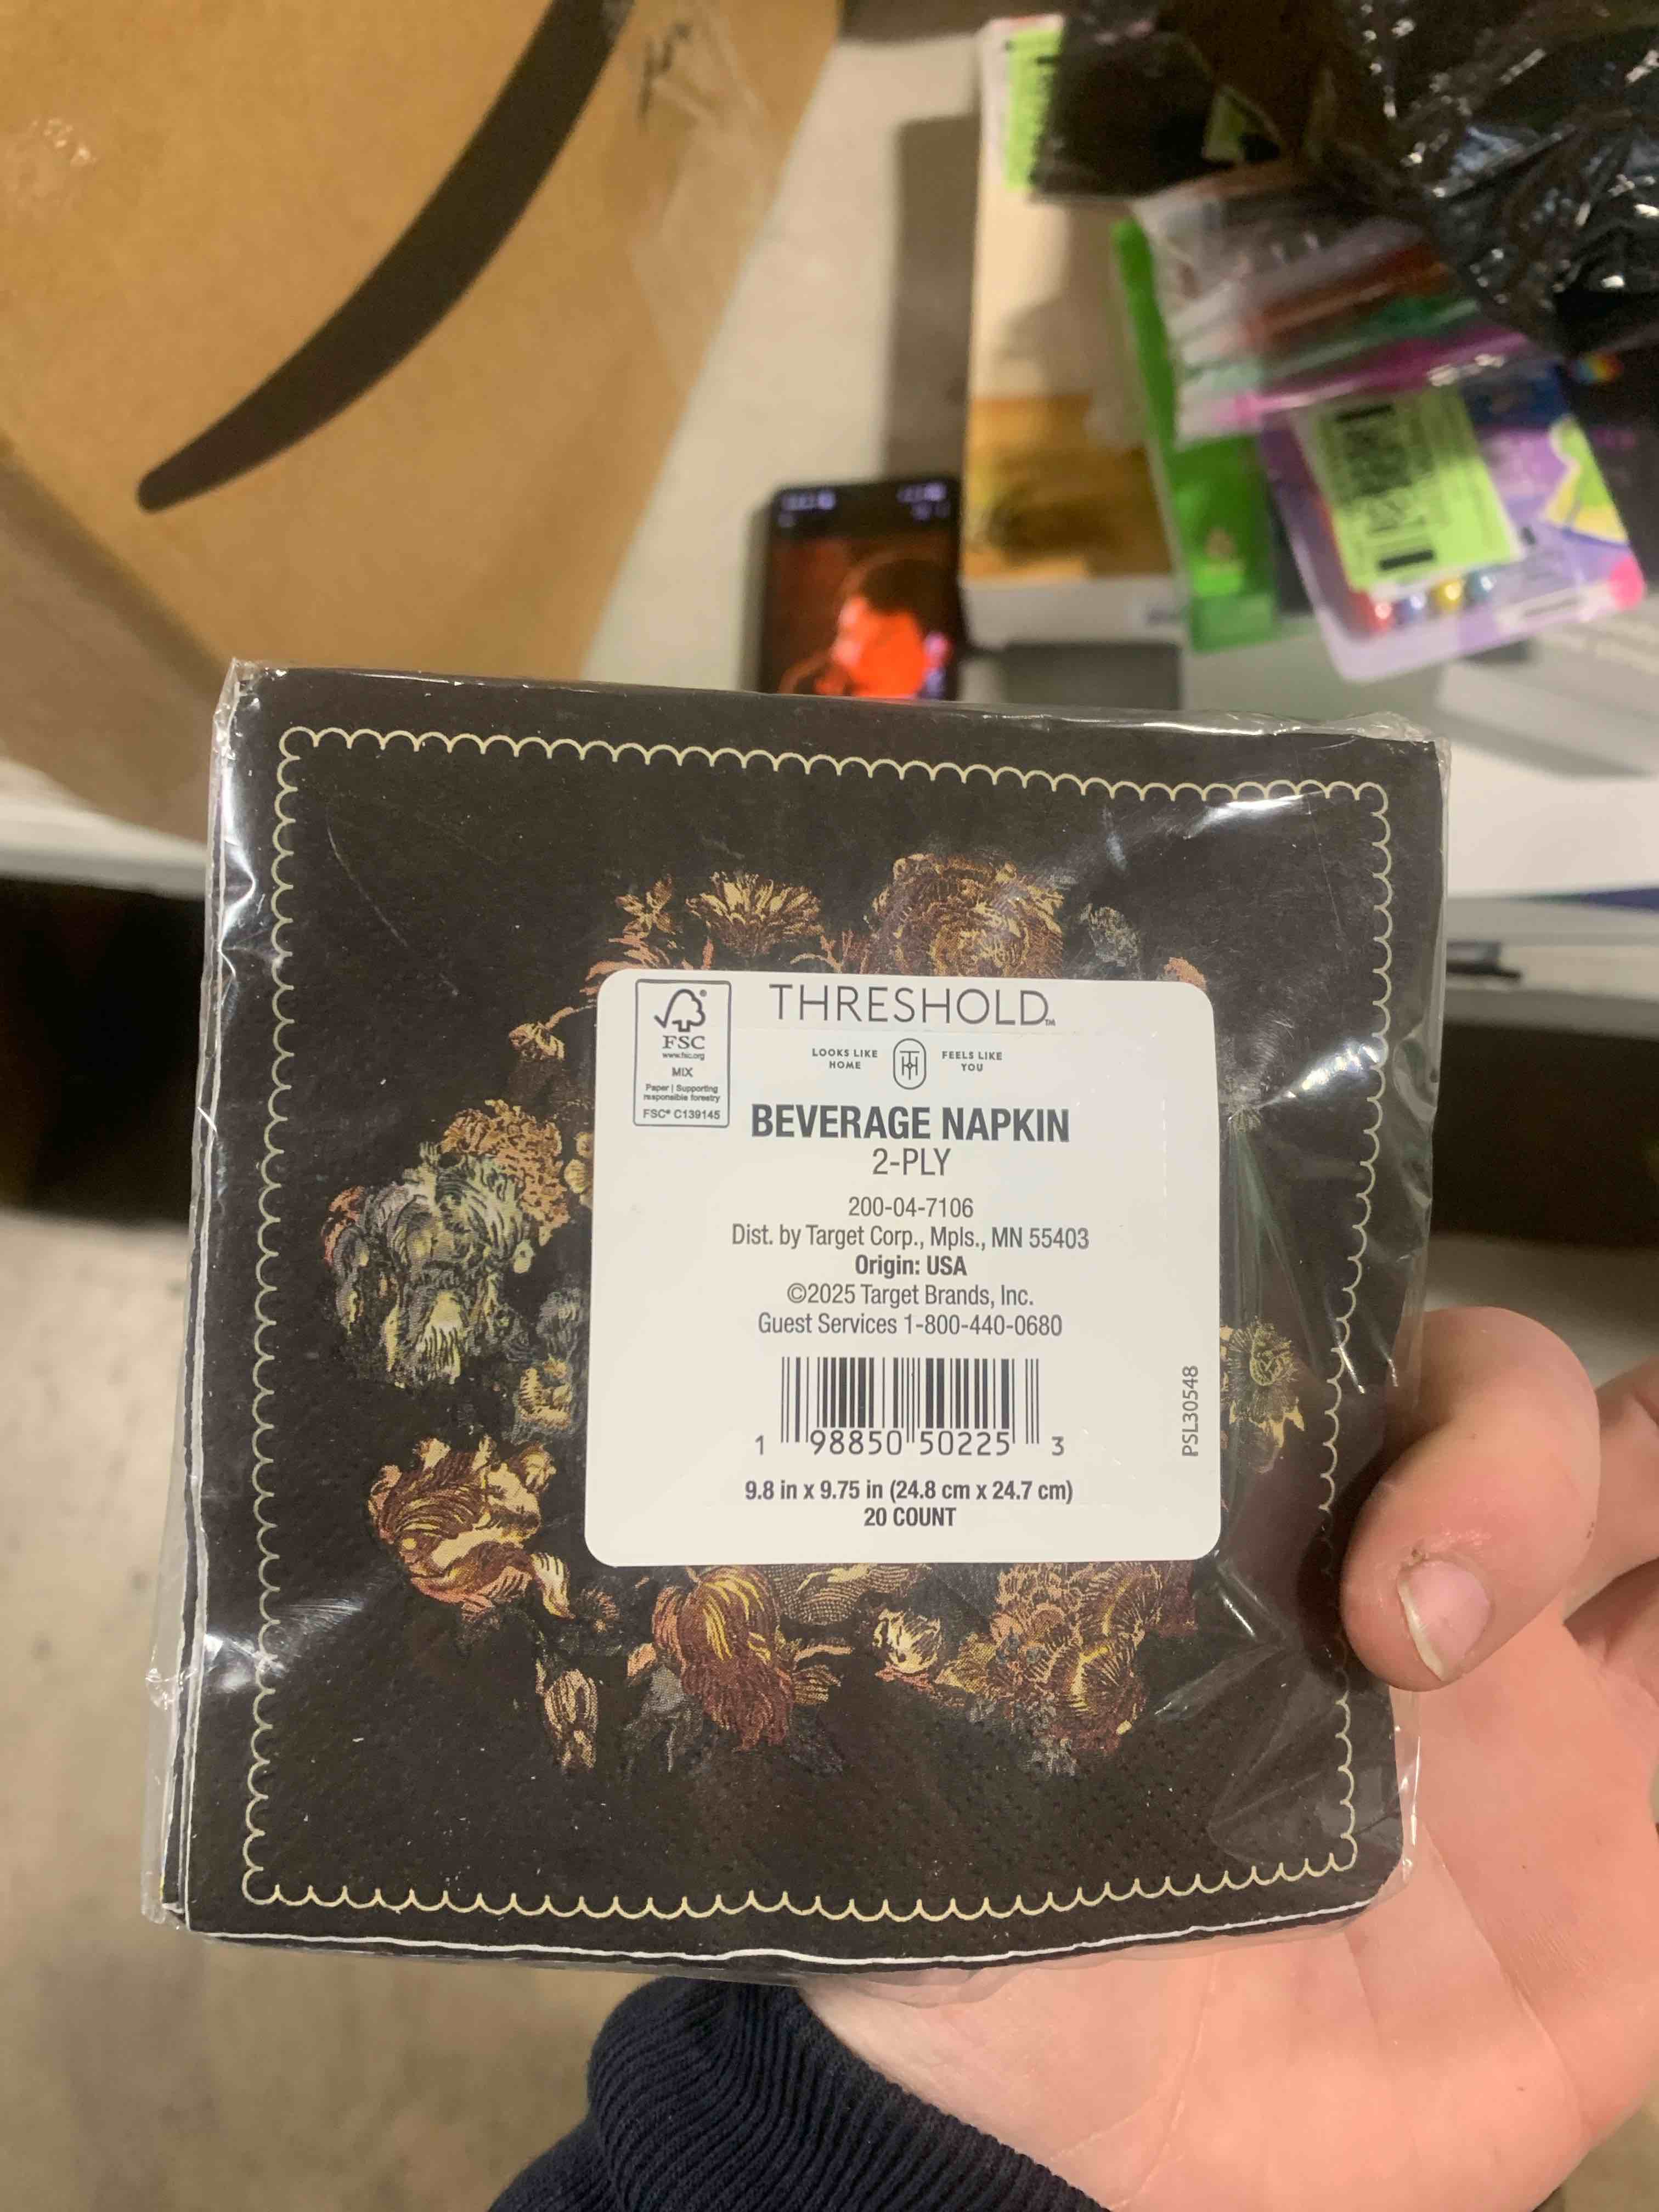 FSC®
www.fsc.org
MIX
Paper | Supporting
responsible forestry
FSC® C139145
THRESHOLD™
LOOKS LIKE
HOME
FEELS LIKE
YOU
BEVERAGE NAPKIN
2-PLY
200-04-7106
Dist. by Target Corp., Mpls., MN 55403
Origin: USA
©2025 Target Brands, Inc.
Guest Services 1-800-440-0680
1 98850 50225 3
PSL30548
9.8 in x 9.75 in (24.8 cm x 24.7 cm)
20 COUNT